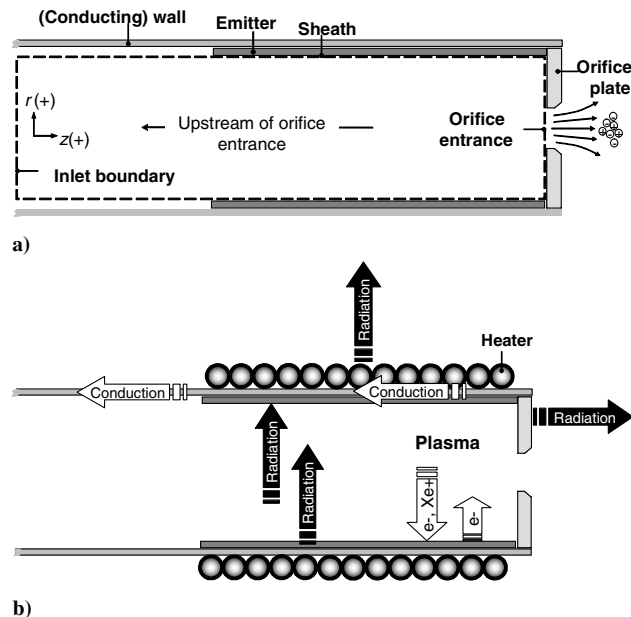 (Conducting) wall
Emitter
Sheath
Orifice
plate
r(+)
z(+)
Upstream of orifice
entrance
Orifice
entrance
Inlet boundary
a)
Radiation
Heater
Conduction
Conduction
Radiation
Radiation
Radiation
Plasma
e-, Xe+
e-
b)